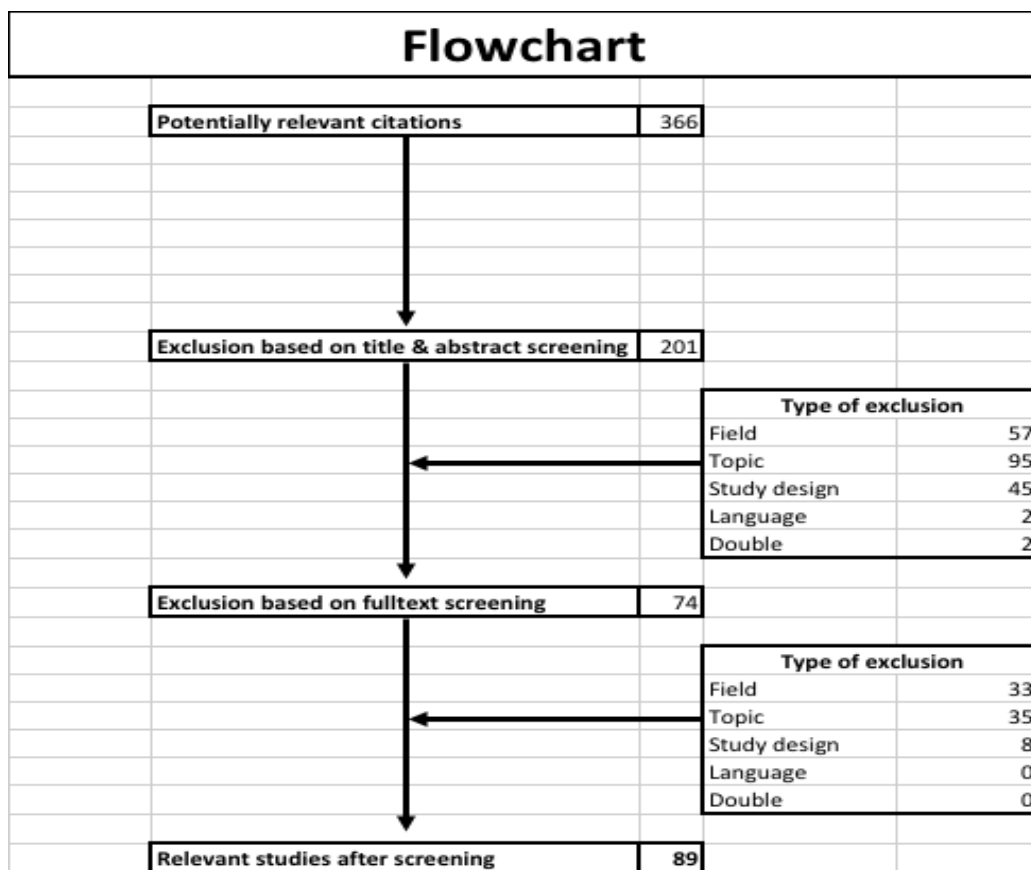 Flowchart
Potentially relevant citations 366
Exclusion based on title & abstract screening 201
Type of exclusion
Field 57
Topic 95
Study design 45
Language 2
Double 2
Exclusion based on fulltext screening 74
Type of exclusion
Field 33
Topic 35
Study design 8
Language 0
Double 0
Relevant studies after screening 89